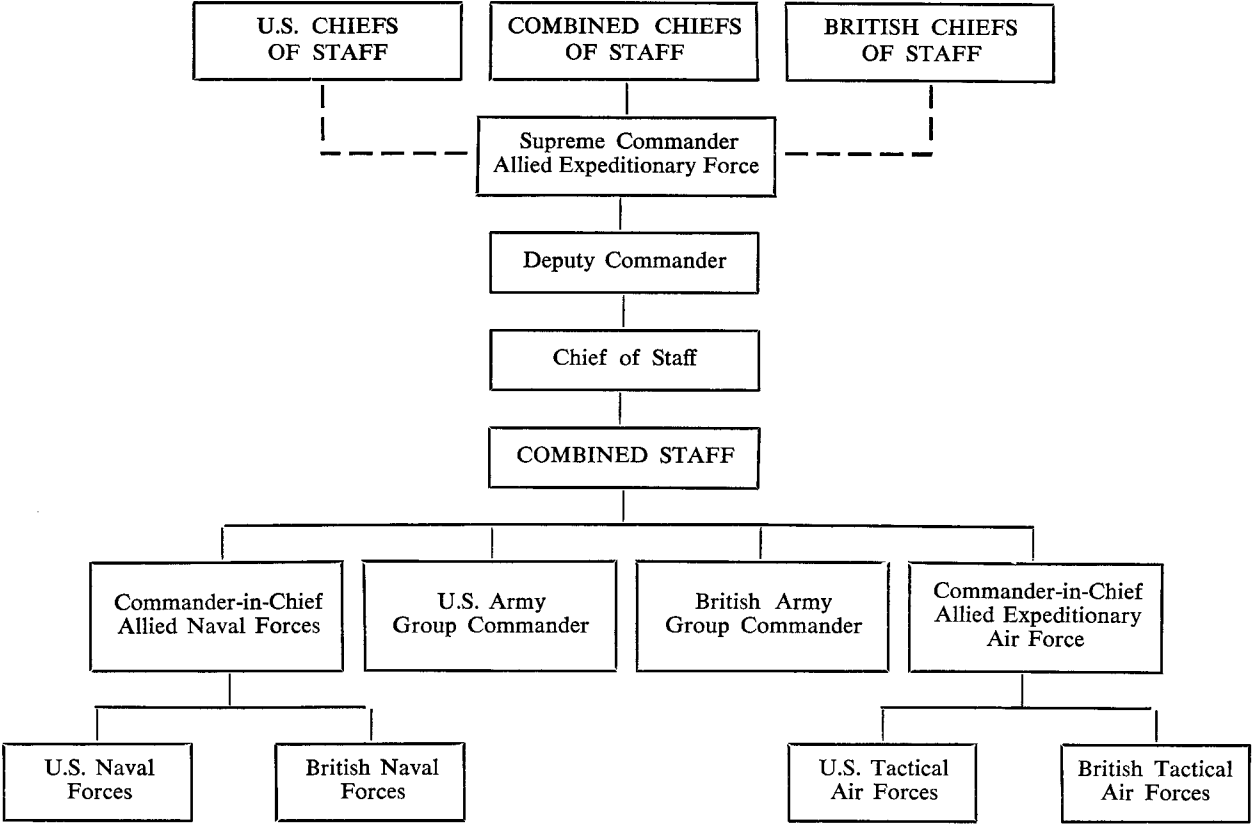 U.S. CHIEFS
OF STAFF
COMBINED CHIEFS
OF STAFF
BRITISH CHIEFS
OF STAFF
Supreme Commander
Allied Expeditionary Force
Deputy Commander
Chief of Staff
COMBINED STAFF
Commander-in-Chief
Allied Naval Forces
U.S. Army
Group Commander
British Army
Group Commander
Commander-in-Chief
Allied Expeditionary
Air Force
U.S. Naval
Forces
British Naval
Forces
U.S. Tactical
Air Forces
British Tactical
Air Forces